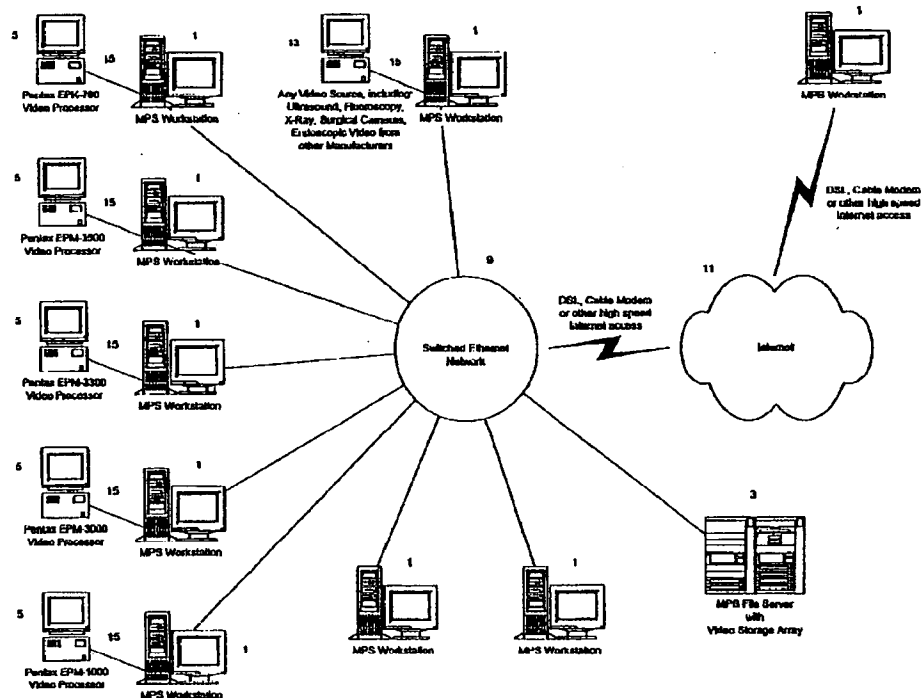 5
15
1
Pentax EPK-700
Video Processor
MPS Workstation
13
15
1
Any Video Source, including
Ultrasound, Fluoroscopy,
X-Ray, Surgical Cameras,
Endoscopic Video from
other Manufacturers
MPS Workstation
1
MPS Workstation
DSL, Cable Modem
or other high speed
Internet access
5
15
1
Pentax EPM-3500
Video Processor
MPS Workstation
9
Switched Ethernet
Network
DSL, Cable Modem
or other high speed
Internet access
11
Internet
5
15
1
Pentax EPM-3300
Video Processor
MPS Workstation
5
15
1
Pentax EPM-3000
Video Processor
MPS Workstation
5
15
1
Pentax EPM-1000
Video Processor
MPS Workstation
1
MPS Workstation
1
MPS Workstation
3
MPS File Server
with
Video Storage Array